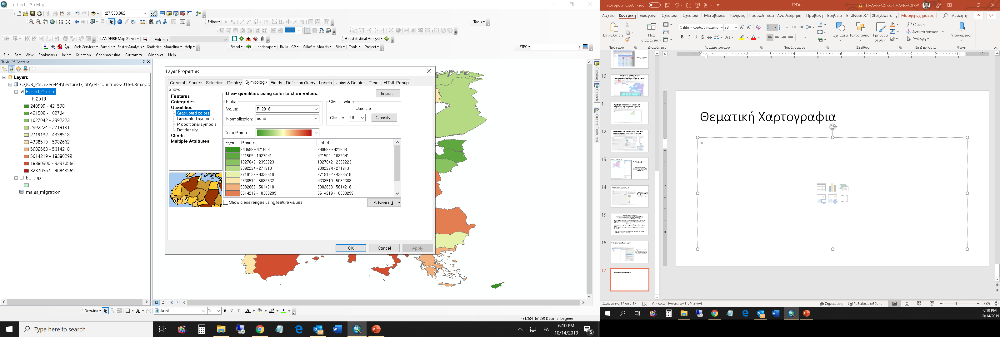 Untitled - ArcMap
1:27,508,062
Editor
Tools
100%
LANDFIRE Map Zones
Extents:
Geostatistical Analyst
Web Services Sample Raster Analysis Statistical Modeling Help
Stand Landscape Build LCP Wildfire Models Risk Tools Project
LFTFC
File Edit View Bookmarks Insert Selection Geoprocessing Customize Windows Help
Table Of Contents
Layers
C:\JOB_PSU\Geo444\Lecture1\Lab\ref-countries-2016-03m.gdb
Export_Output
F_2018
240599 - 421508
421509 - 1027041
1027042 - 2392223
2392224 - 2719131
2719132 - 4338518
4338519 - 5082662
5082663 - 5614218
5614219 - 18380299
18380300 - 32370566
32370567 - 40843565
EU_clip
males_migration
Layer Properties
General Source Selection Display Symbology Fields Definition Query Labels Joins & Relates Time HTML Popup
Show:
Features
Categories
Quantities
Graduated colors
Graduated symbols
Proportional symbols
Dot density
Charts
Multiple Attributes
Draw quantities using color to show values.
Import...
Fields
Value: F_2018
Normalization: none
Classification
Quantile
Classes: 10 Classify...
Color Ramp:
Sym... Range Label
240599 - 421508 240599 - 421508
421509 - 1027041 421509 - 1027041
1027042 - 2392223 1027042 - 2392223
2392224 - 2719131 2392224 - 2719131
2719132 - 4338518 2719132 - 4338518
4338519 - 5082662 4338519 - 5082662
5082663 - 5614218 5082663 - 5614218
5614219 - 18380299 5614219 - 18380299
Show class ranges using feature values
Advanced
OK Cancel Apply
Catalog
Search
Create Features
Drawing
Arial 10 B I U A
-21.304 67.089 Decimal Degrees
Type here to search
ΕΛ
6:10 PM
10/14/2019
15
Αυτόματη αποθήκευση
ΕΡΓΑ...
ΠΑΛΑΙΟΛΟΓΟΣ ΠΑΛΑΙΟΛΟΓΟΥ
Αρχείο Κεντρική Εισαγωγή Σχεδίαση Σχεδίαση Μεταβάσεις Κινήσεις Προβολή παρ Αναθεώρηση Προβολή Βοήθεια EndNote X7 Storyboarding Μορφή σχήματος Αναζήτη
Επικόλληση
Πρόχειρο
Νέα διαφάνεια
Διαφάνειες
Calibri (Κυρίως κείμενο) 28
B I U S ab AV Aa A
Γραμματοσειρά
Παράγραφος
Σχήματα Τακτοποίηση Γρήγορα στυλ
Σχεδίαση
Εύρεση
Αντικατάσταση
Επιλογή
Επεξεργασία
Υπαγόρευση
Φωνή
10
11
12
13
14
15
16
17
Θεματική Χαρτογραφια
Διαφάνεια 17 από 17
Αγγλικά (Ηνωμένων Πολιτειών)
Σημειώσεις
Ρυθμίσεις οθόνης
79%
6:10 PM
10/14/2019